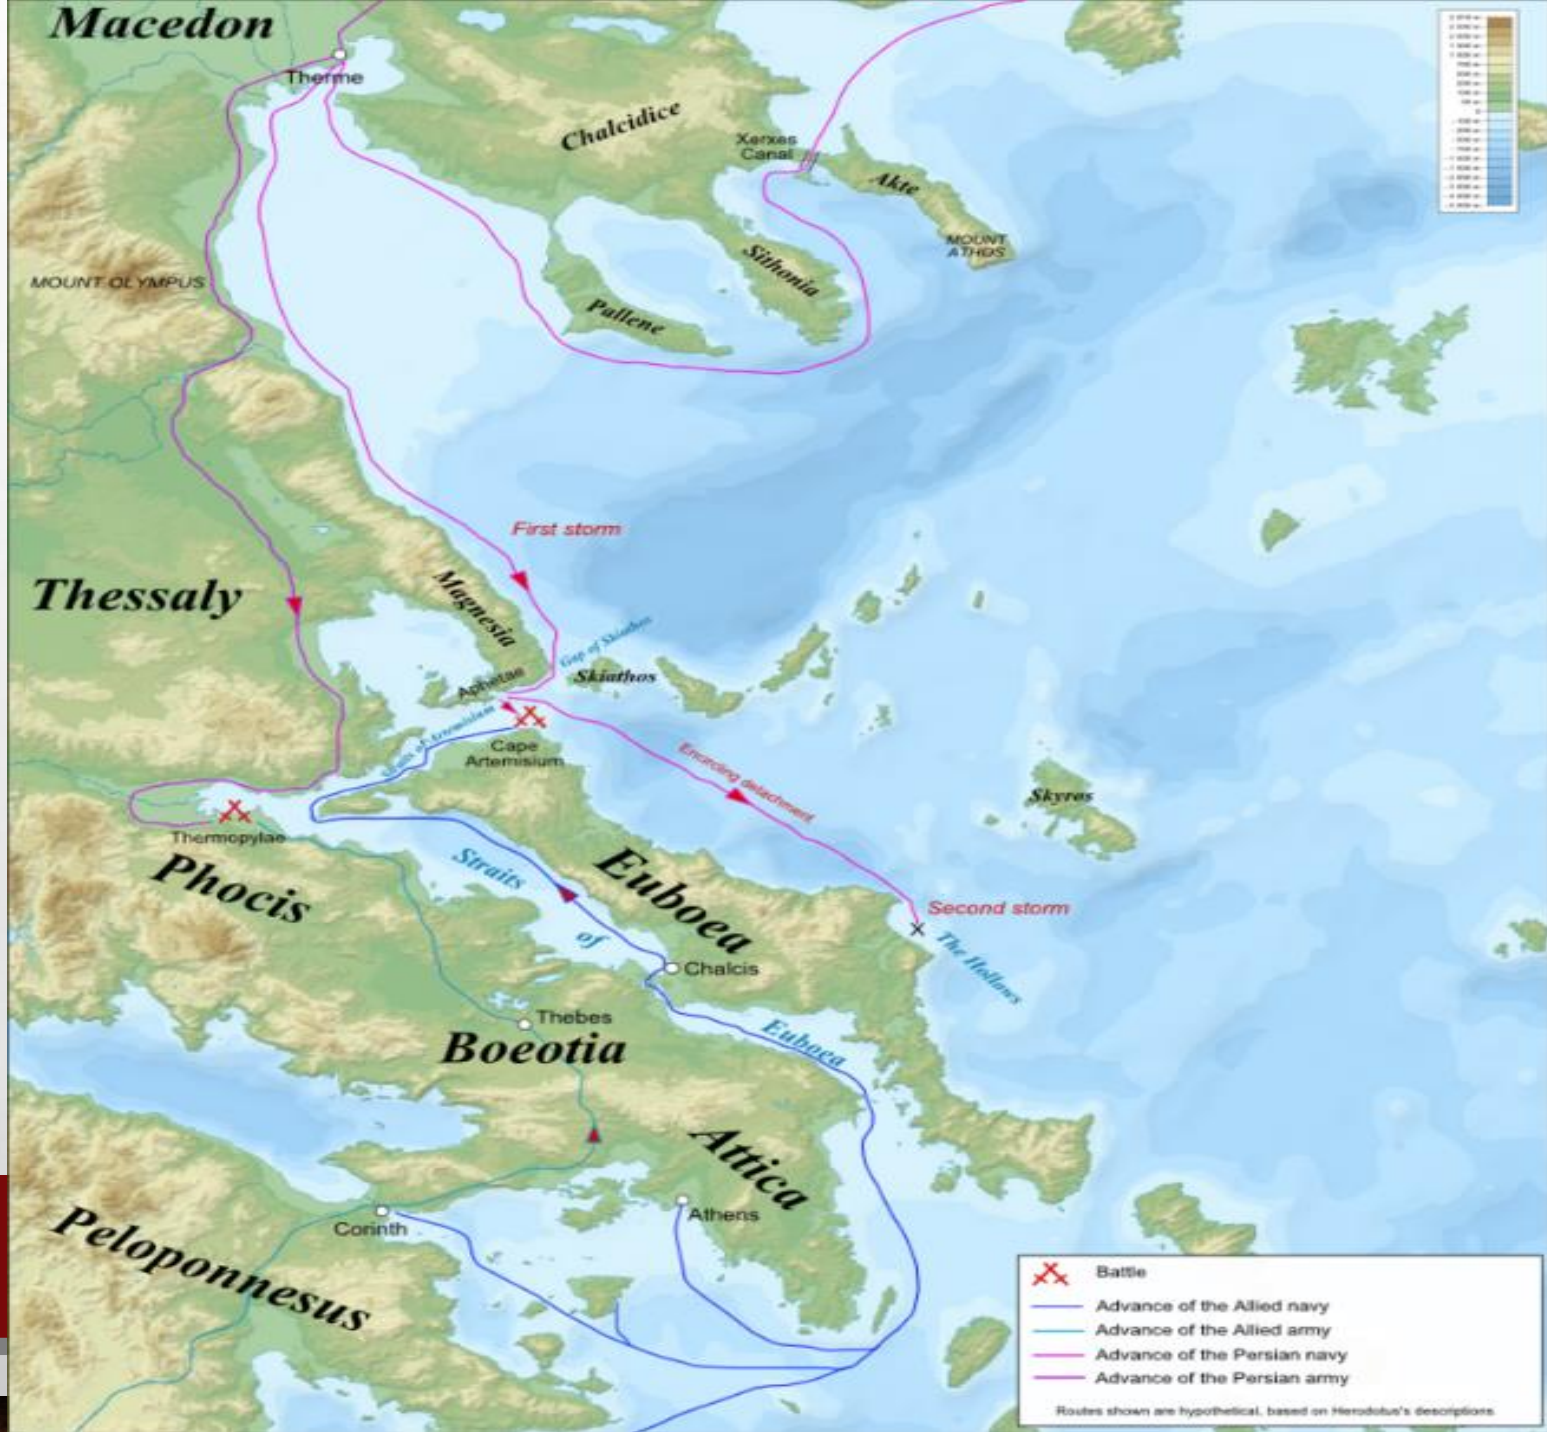 Macedon
Therme
Chalcidice
Xerxes
Canal
Akte
MOUNT
ATHOS
Sithonia
MOUNT OLYMPUS
Pallene
First storm
Thessaly
Magnesia
Gap of Skiathos
Aphetae
Skiathos
of Artemisium
Cape
Artemisium
Encircling detachment
Skyros
Thermopylae
Phocis
Straits
of
Euboea
Euboea
Second storm
The Hollows
Chalcis
Thebes
Boeotia
Attica
Athens
Corinth
Peloponnesus
Battle
Advance of the Allied navy
Advance of the Allied army
Advance of the Persian navy
Advance of the Persian army
Routes shown are hypothetical, based on Herodotus's descriptions